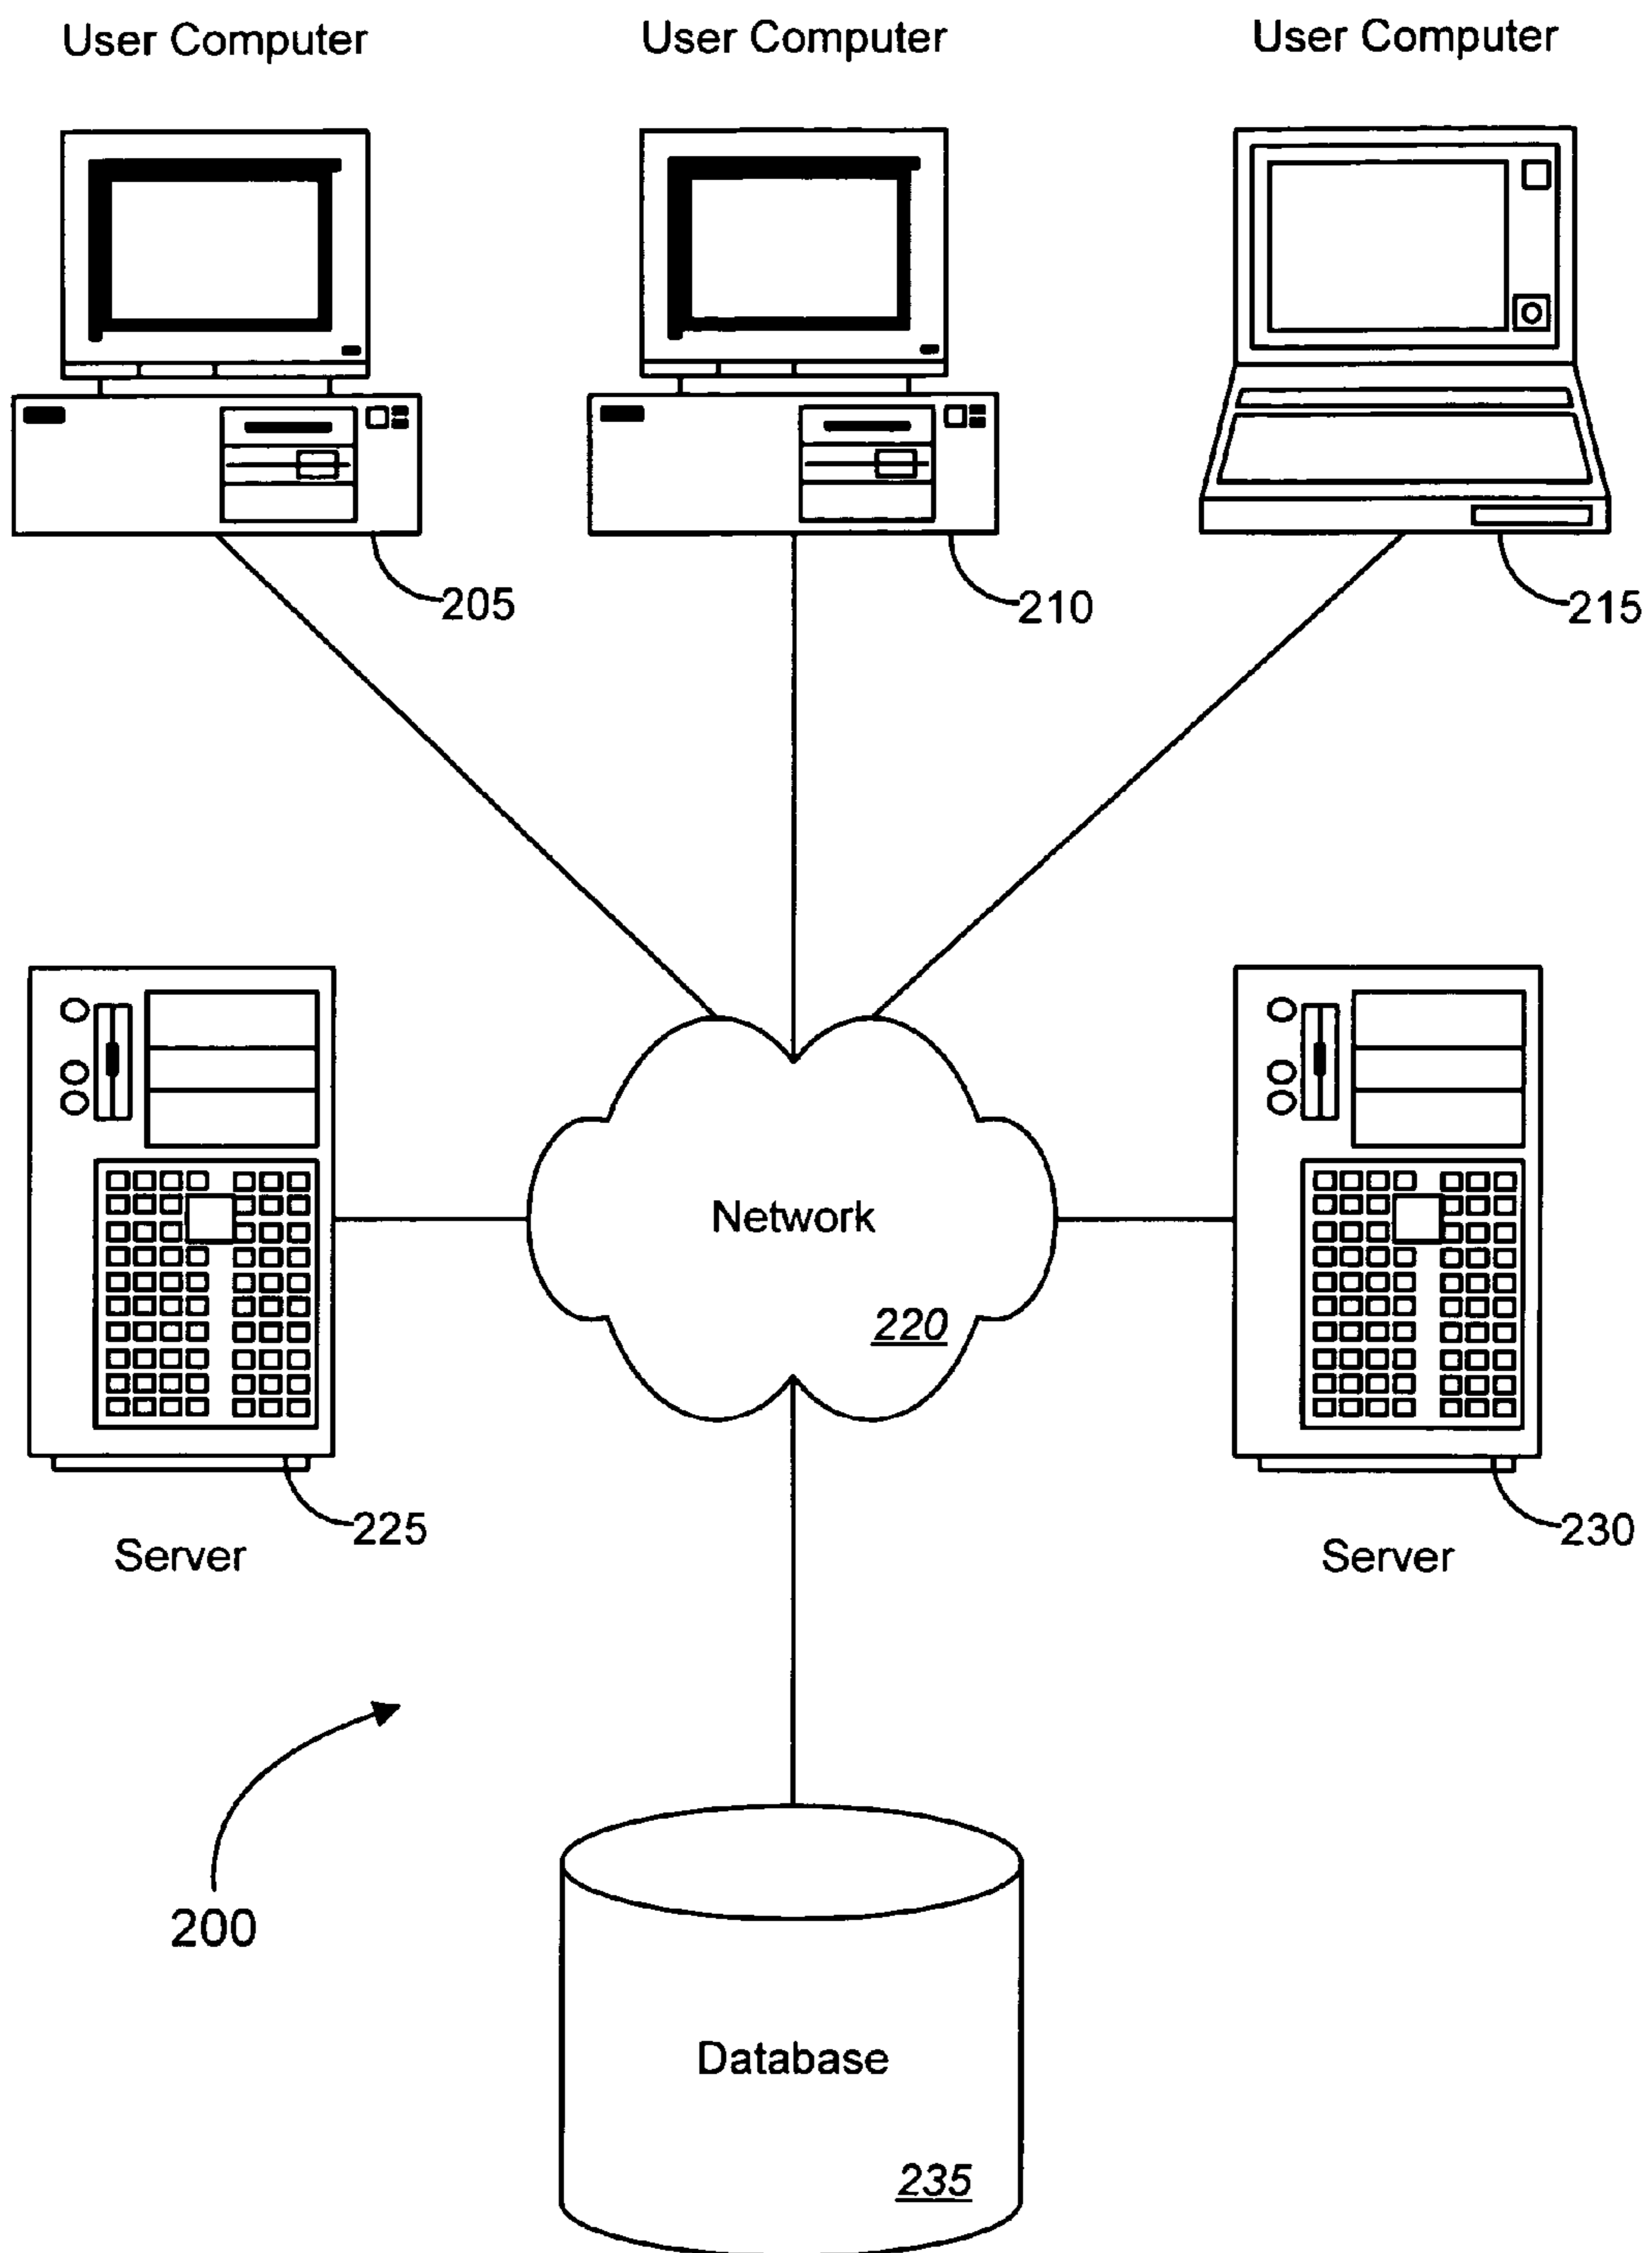 User Computer
User Computer
User Computer
205
210
215
Network
220
225
Server
230
Server
200
Database
235